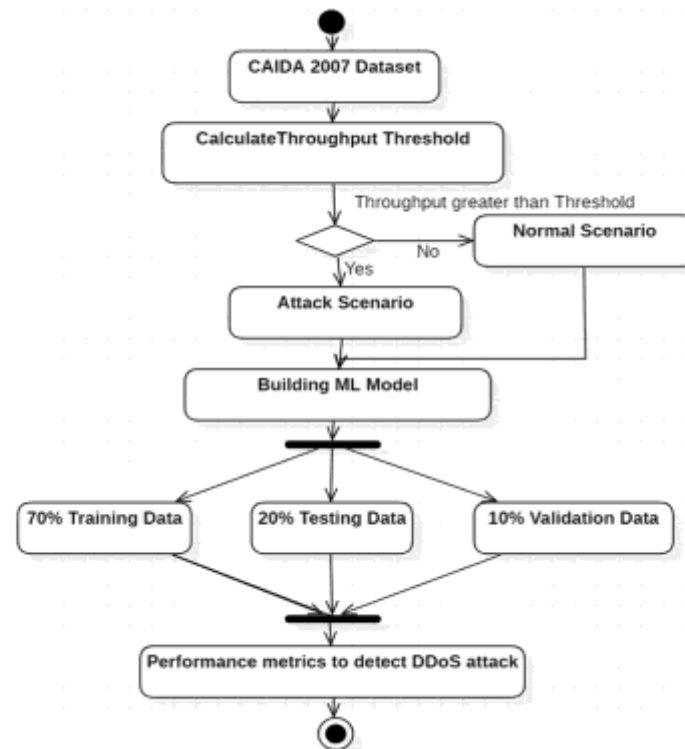 CAIDA 2007 Dataset
CalculateThroughput Threshold
Throughput greater than Threshold
Normal Scenario
No
Yes
Attack Scenario
Building ML Model
70% Training Data
20% Testing Data
10% Validation Data
Performance metrics to detect DDoS attack